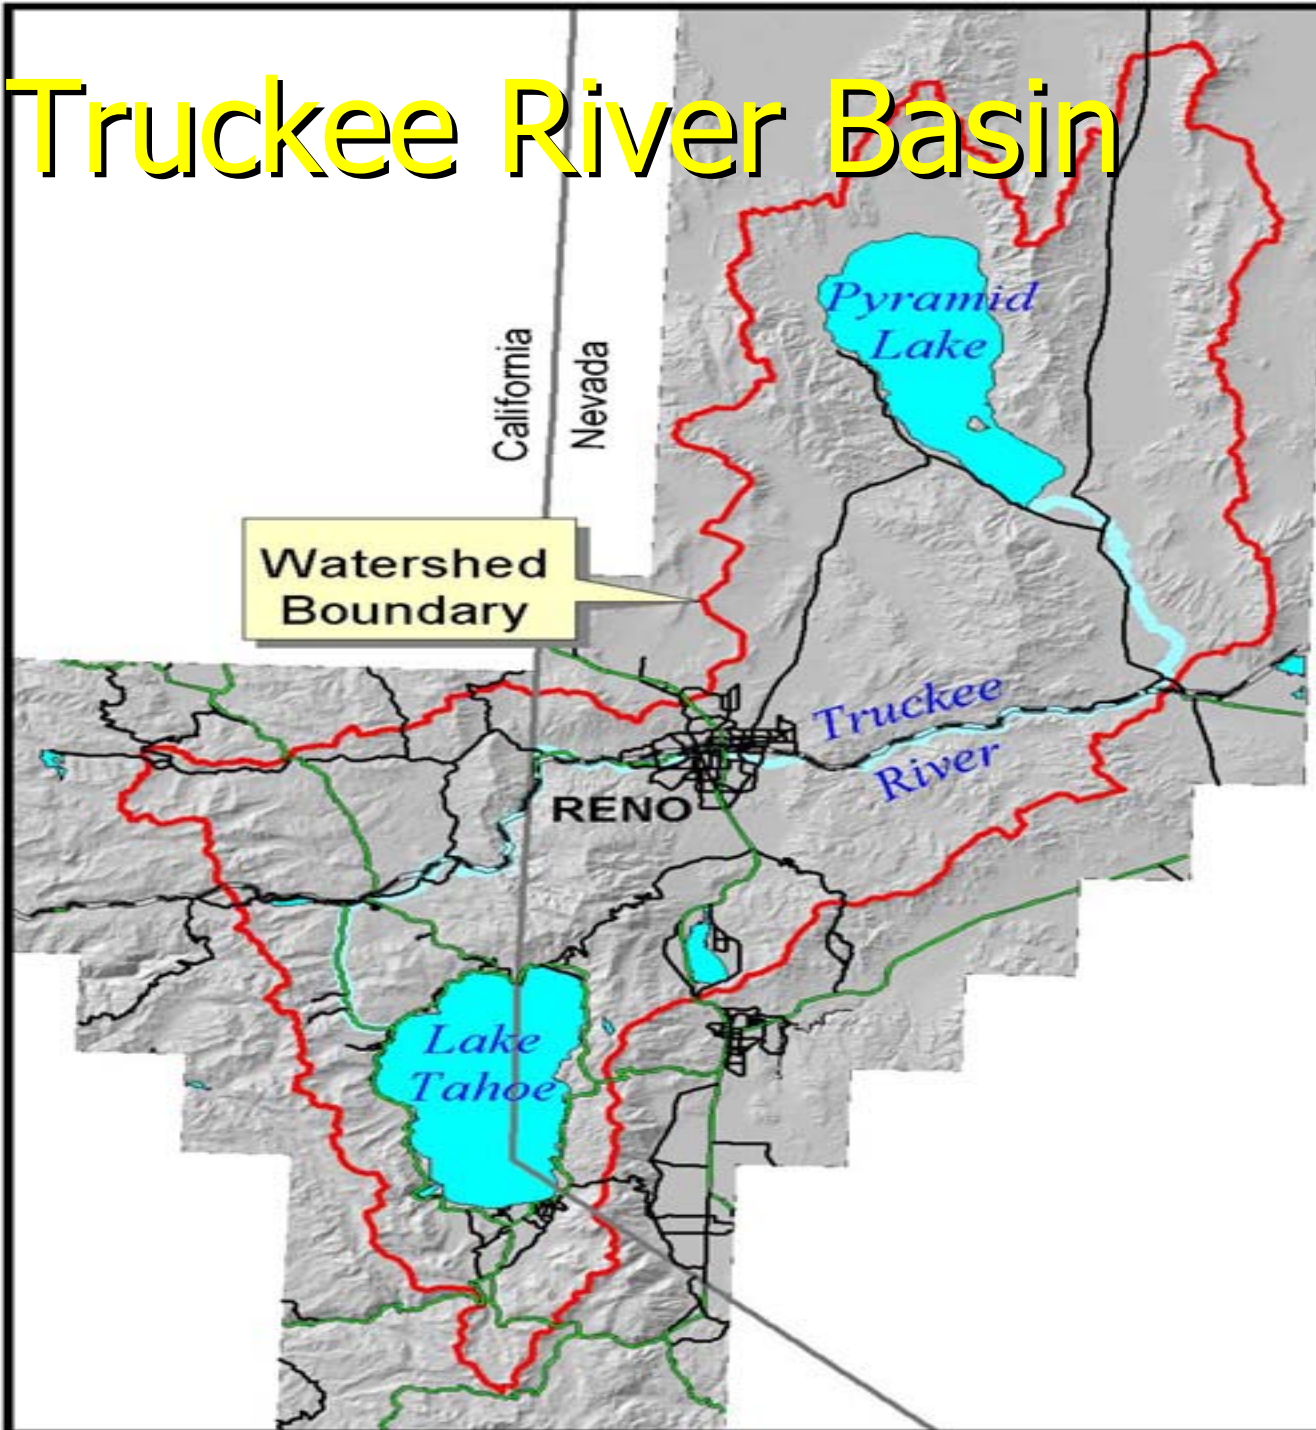 Truckee River Basin
Pyramid
Lake
California
Nevada
Watershed
Boundary
Truckee
River
RENO
Lake
Tahoe